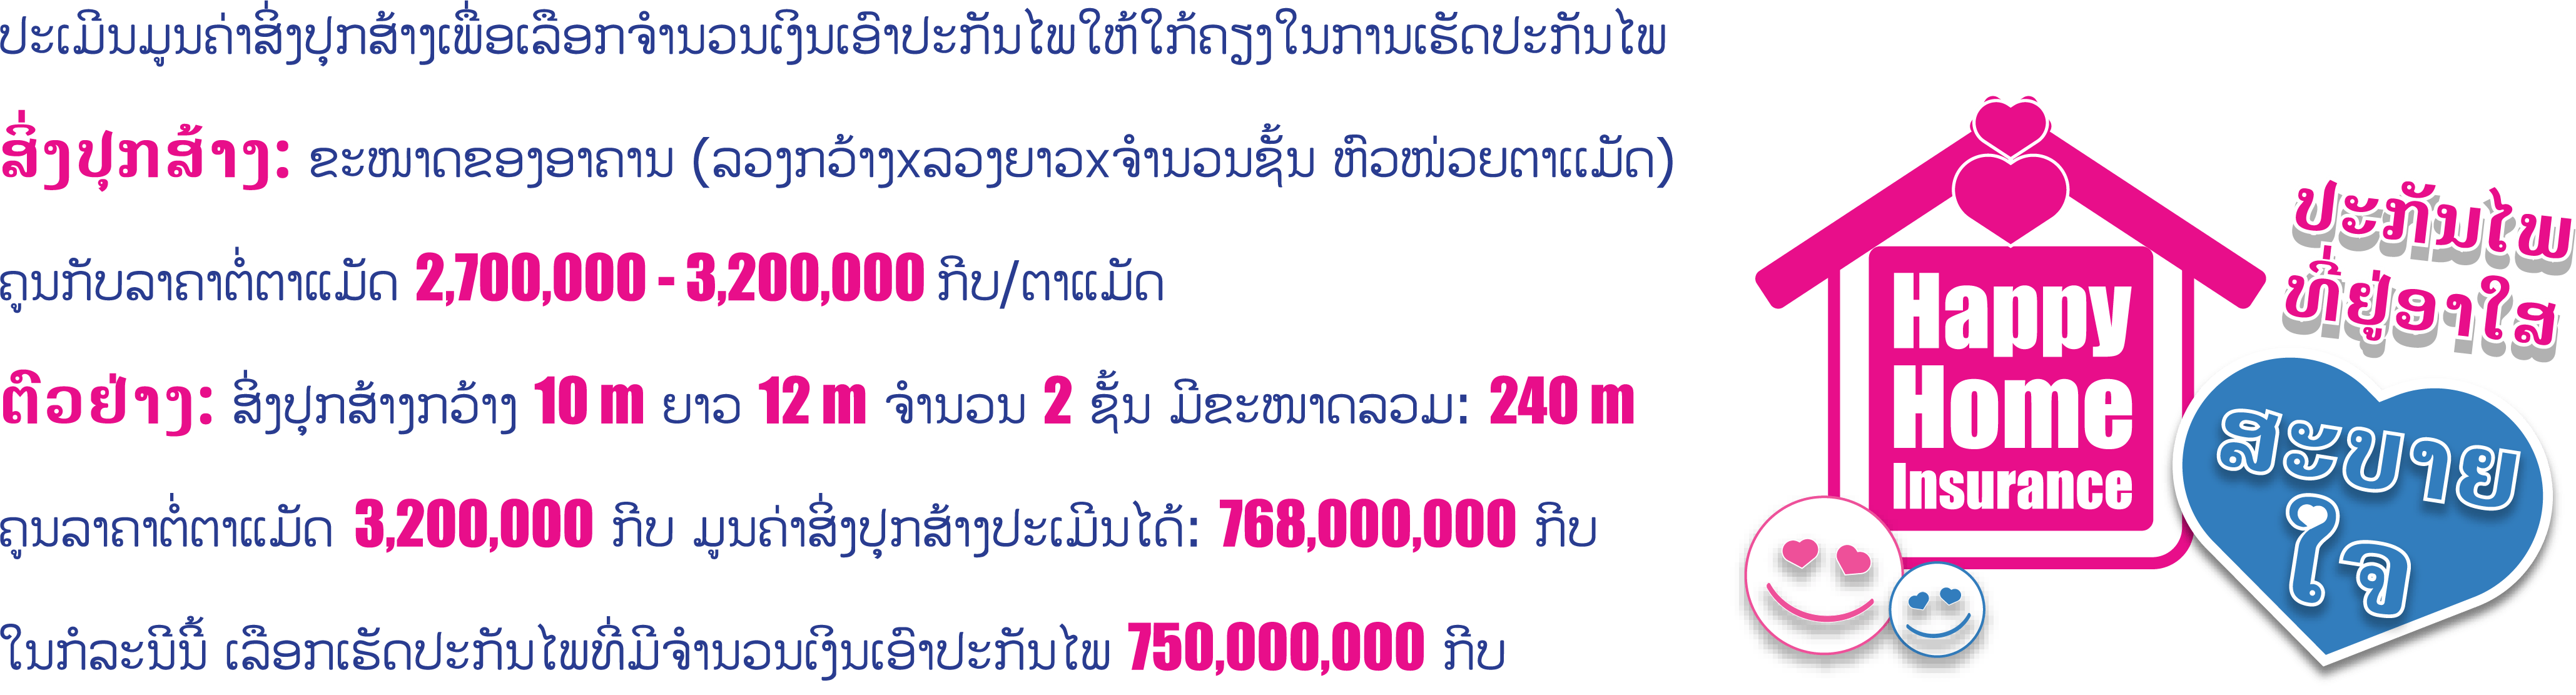 ປະເມີນມູນຄ່າສິ່ງປຸກສ້າງເພື່ອເລືອກຈຳນວນເງິນເອົາປະກັນໄພໃຫ້ໃກ້ຄຽງໃນການເຮັດປະກັນໄພ
ສິ່ງປຸກສ້າງ: ຂະໜາດຂອງອາຄານ (ລວງກວ້າງxລວງຍາວxຈຳນວນຊັ້ນ ຫົວໜ່ວຍຕາແມັດ)
ຄູນກັບລາຄາຕໍ່ຕາແມັດ 2,700,000 - 3,200,000 ກີບ/ຕາແມັດ
ຕົວຢ່າງ: ສິ່ງປຸກສ້າງກວ້າງ 10 m ຍາວ 12 m ຈຳນວນ 2 ຊັ້ນ ມີຂະໜາດລວມ: 240 m
ຄູນລາຄາຕໍ່ຕາແມັດ 3,200,000 ກີບ ມູນຄ່າສິ່ງປຸກສ້າງປະເມີນໄດ້: 768,000,000 ກີບ
ໃນກໍລະນີນີ້ ເລືອກເຮັດປະກັນໄພທີ່ມີຈຳນວນເງິນເອົາປະກັນໄພ 750,000,000 ກີບ
Happy
Home
Insurance
ປະກັນໄພ
ທີ່ຢູ່ອາໃສ
ສະບາຍ
ໃຈ